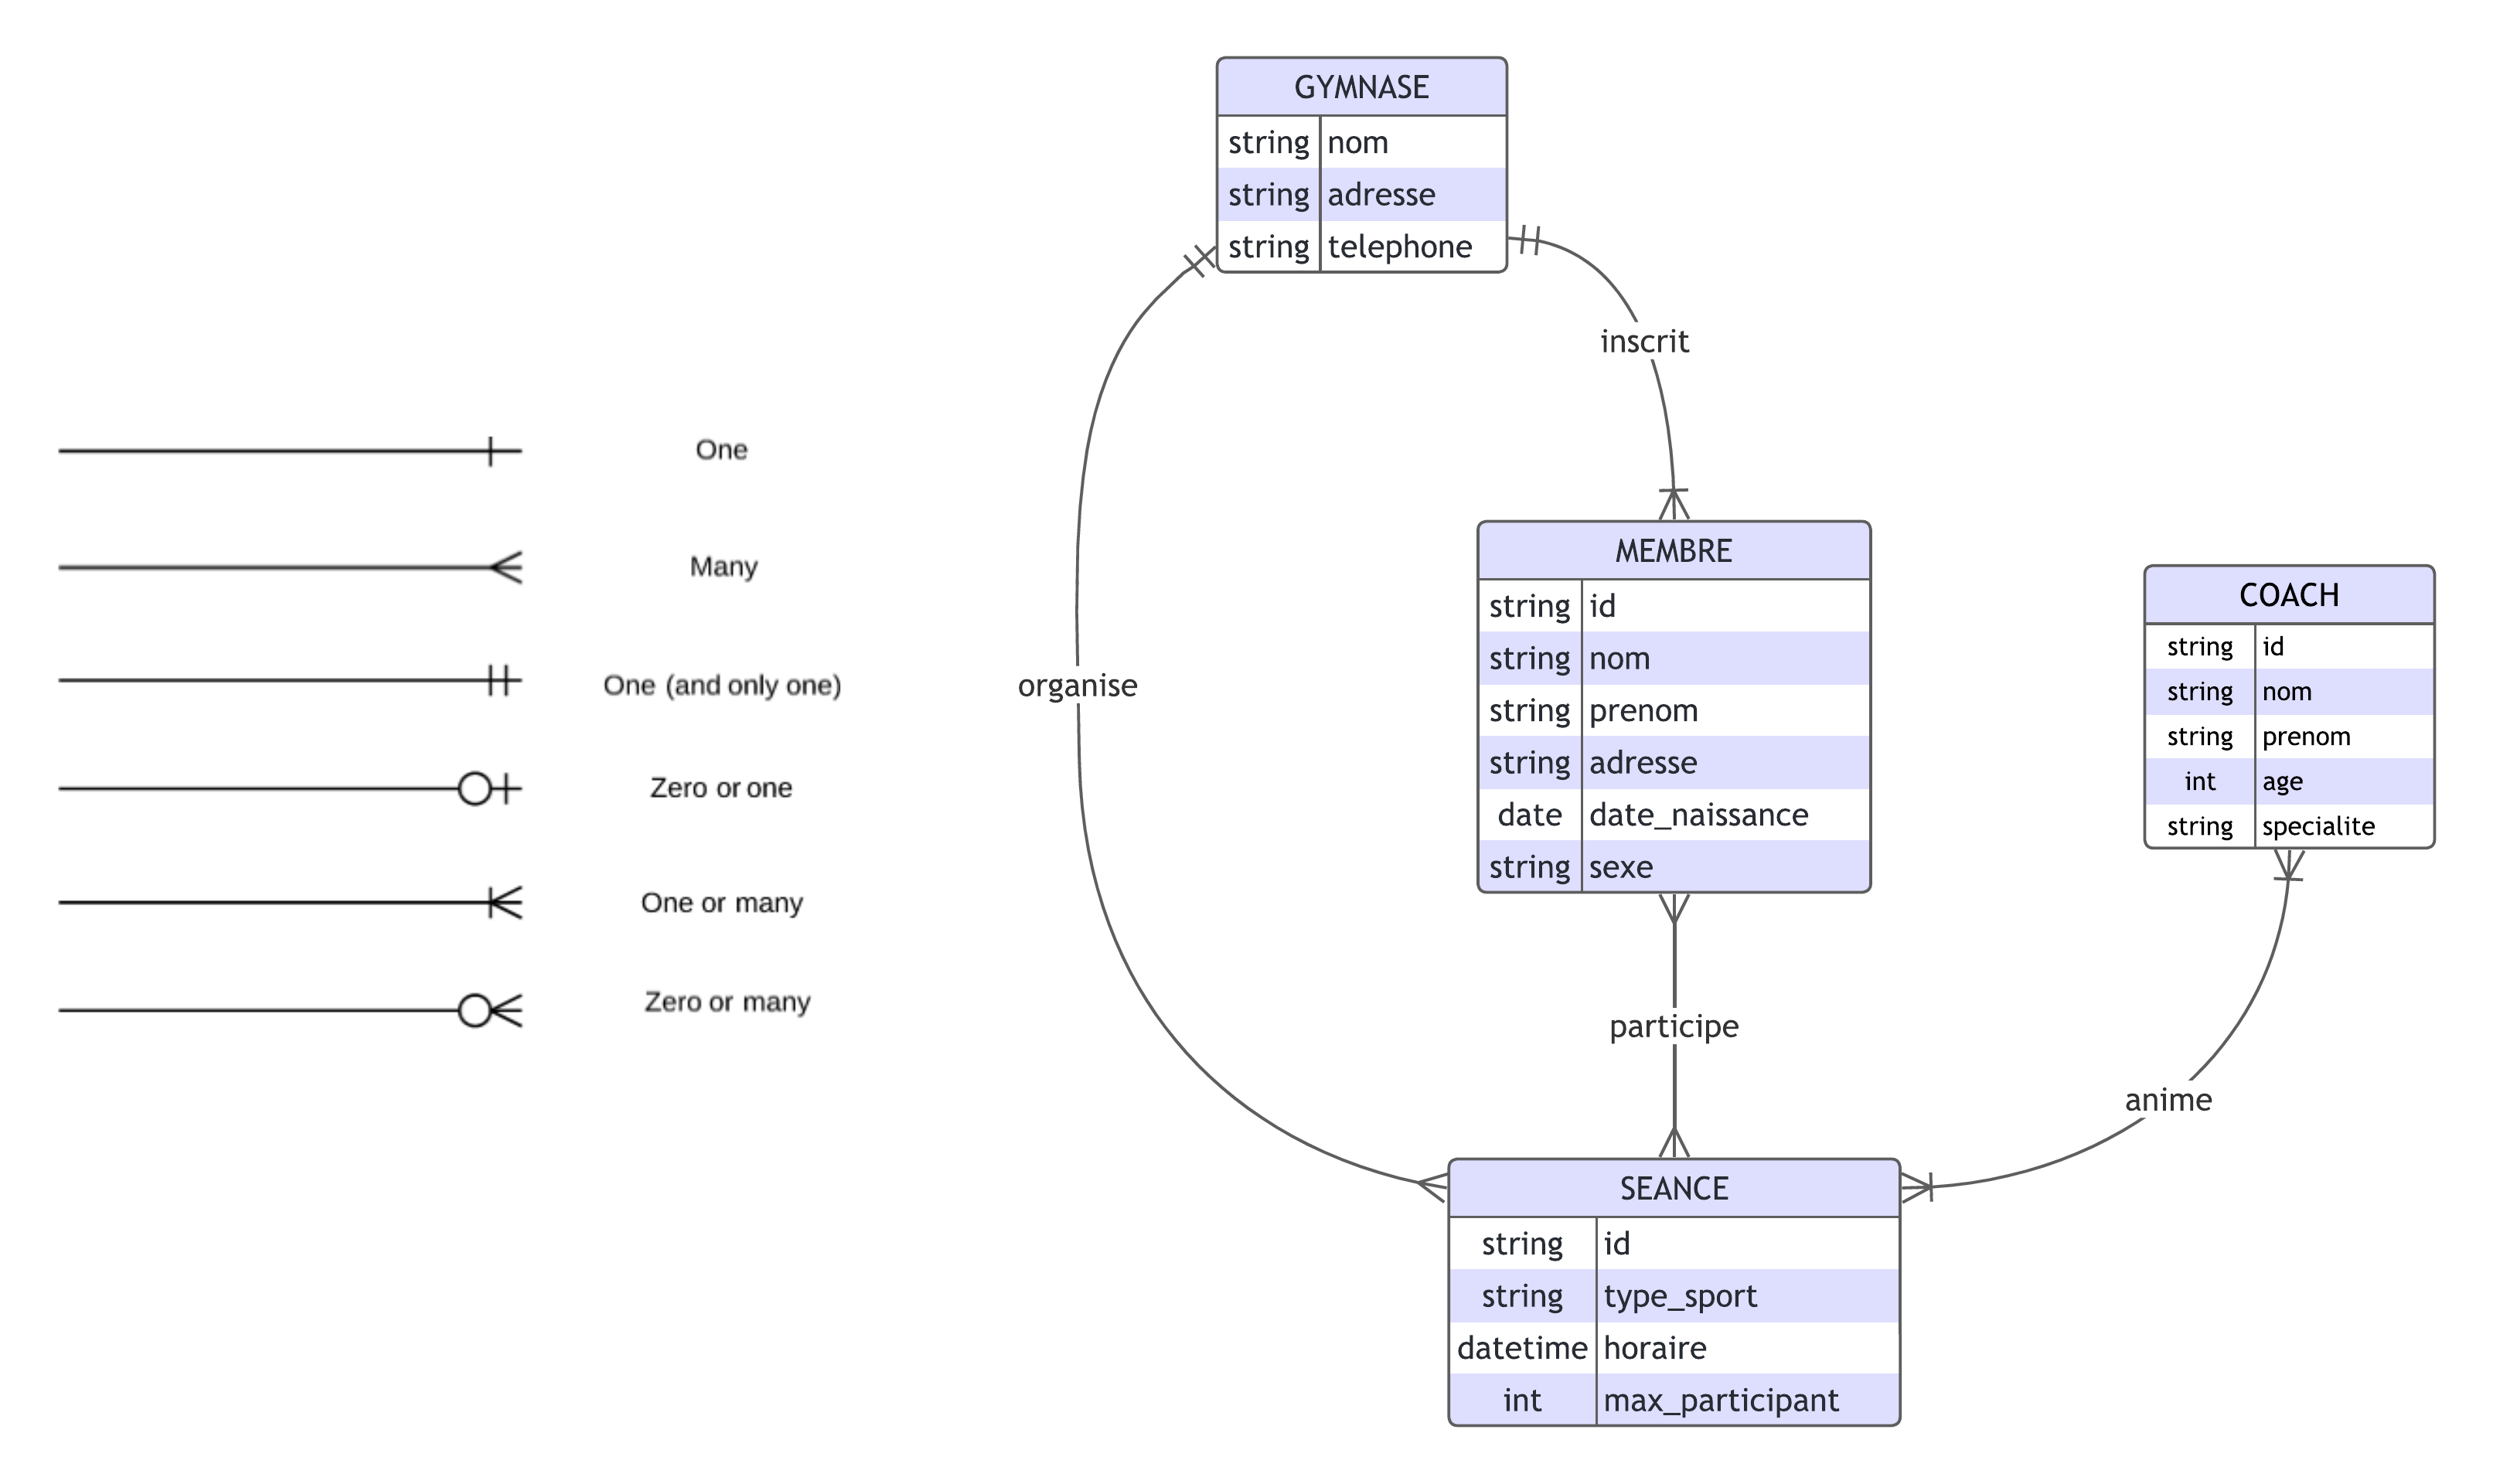 One
Many
One (and only one)
Zero or one
One or many
Zero or many
GYMNASE
string nom
string adresse
string telephone
inscrit
organise
MEMBRE
string id
string nom
string prenom
string adresse
date date_naissance
string sexe
COACH
string id
string nom
string prenom
int age
string specialite
participe
anime
SEANCE
string id
string type_sport
datetime horaire
int max_participant